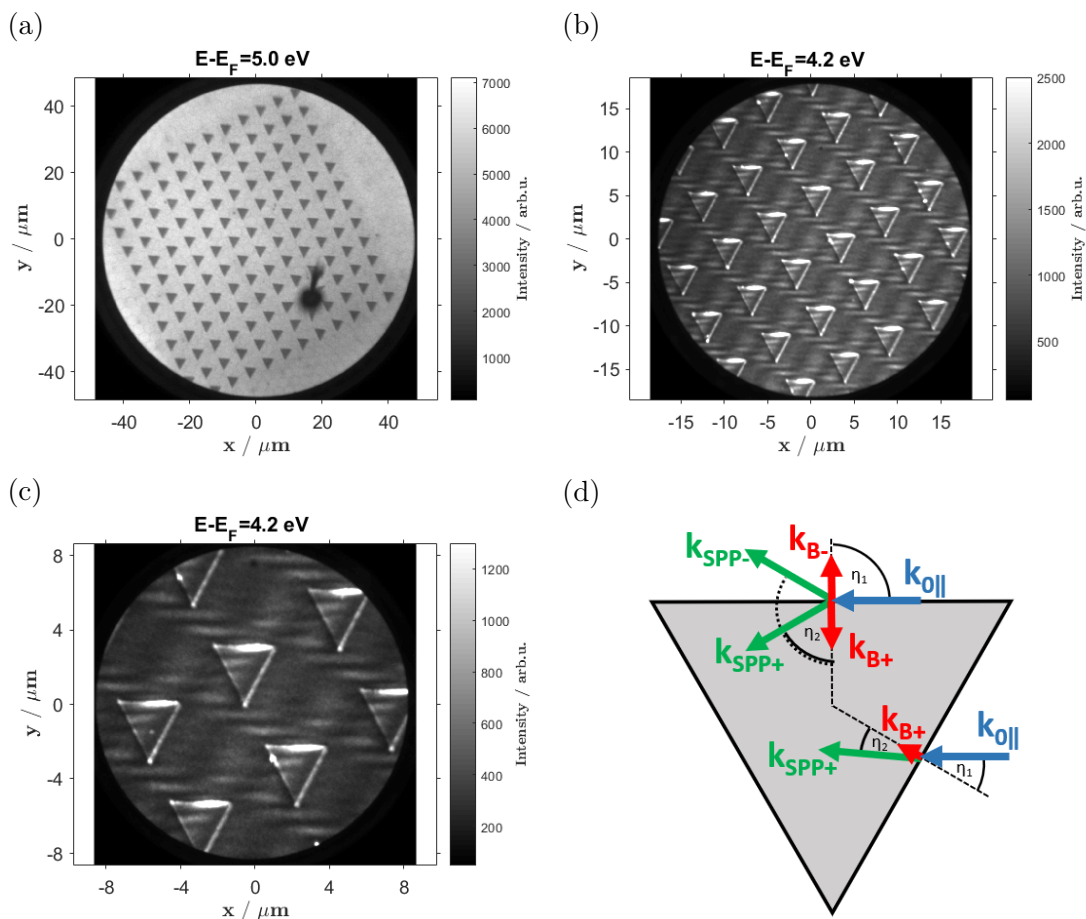 (a)
E-E_F=5.0 eV
40
20
0
-20
-40
y / μm
-40 -20 0 20 40
x / μm
7000
6000
5000
4000
3000
2000
1000
Intensity / arb.u.
(b)
E-E_F=4.2 eV
15
10
5
0
-5
-10
-15
y / μm
-15 -10 -5 0 5 10 15
x / μm
2500
2000
1500
1000
500
Intensity / arb.u.
(c)
E-E_F=4.2 eV
8
4
0
-4
-8
y / μm
-8 -4 0 4 8
x / μm
1200
1000
800
600
400
200
Intensity / arb.u.
(d)
k_SPP-
k_B-
η_1
k_0||
k_SPP+
η_2
k_B+
k_B+
k_0||
k_SPP+
η_2
η_1